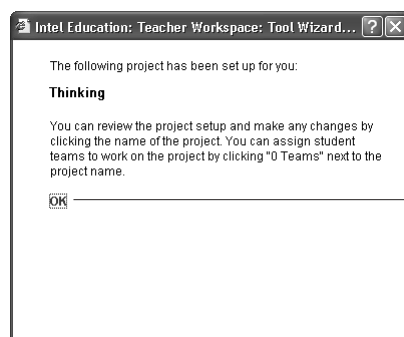 Intel Education: Teacher Workspace: Tool Wizard...
The following project has been set up for you:
Thinking
You can review the project setup and make any changes by
clicking the name of the project. You can assign student
teams to work on the project by clicking "0 Teams" next to the
project name.
OK